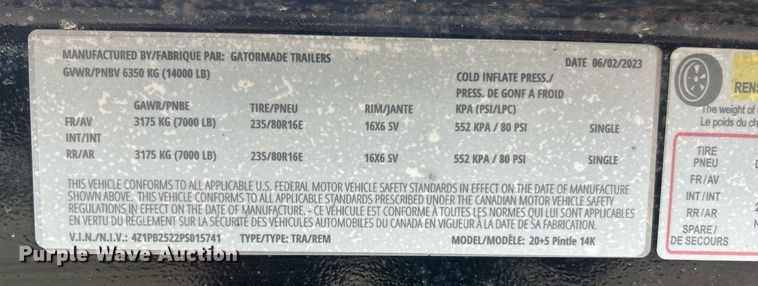 MANUFACTURED BY/FABRIQUE PAR: GATORMADE TRAILERS DATE 06/02/2023
GVWR/PNBV 6350 KG (14000 LB) COLD INFLATE PRESS./
PRESS. DE GONF A FROID
GAWR/PNBE TIRE/PNEU RIM/JANTE KPA (PSI/LPC)
FR/AV 3175 KG (7000 LB) 235/80R16E 16X6 SV 552 KPA / 80 PSI SINGLE
INT/INT
RR/AR 3175 KG (7000 LB) 235/80R16E 16X6 SV 552 KPA / 80 PSI SINGLE
THIS VEHICLE CONFORMS TO ALL APPLICABLE U.S. FEDERAL MOTOR VEHICLE SAFETY STANDARDS IN EFFECT ON THE DATE OF MANUFACTURE
SHOWN ABOVE. THIS VEHICLE CONFORMS TO ALL APPLICABLE STANDARDS PRESCRIBED UNDER THE CANADIAN MOTOR VEHICLE SAFETY
REGULATIONS IN EFFECT ON THE DATE OF MANUFACTURE. - CE VÉHICULE EST CONFORME À TOUTES LES NORMES QUI LUI SONT APPLICABLES
EN VERTU DU RÈGLEMENT SUR LA SÉCURITÉ DES VÉHICULES AUTOMOBILES DU CANADA EN VIGUEUR À LA DATE DE SA FABRICATION.
V.I.N./N.I.V.: 4Z1PB2522PS015741 TYPE/TYPE: TRA/REM MODEL/MODÈLE: 20+5 Pintle 14K
RENS
The weight of
Le poids du ch
TIRE
PNEU
FR/AV
INT/INT
RR/AR 2
SPARE/
DE SECOURS
Purple Wave Auction